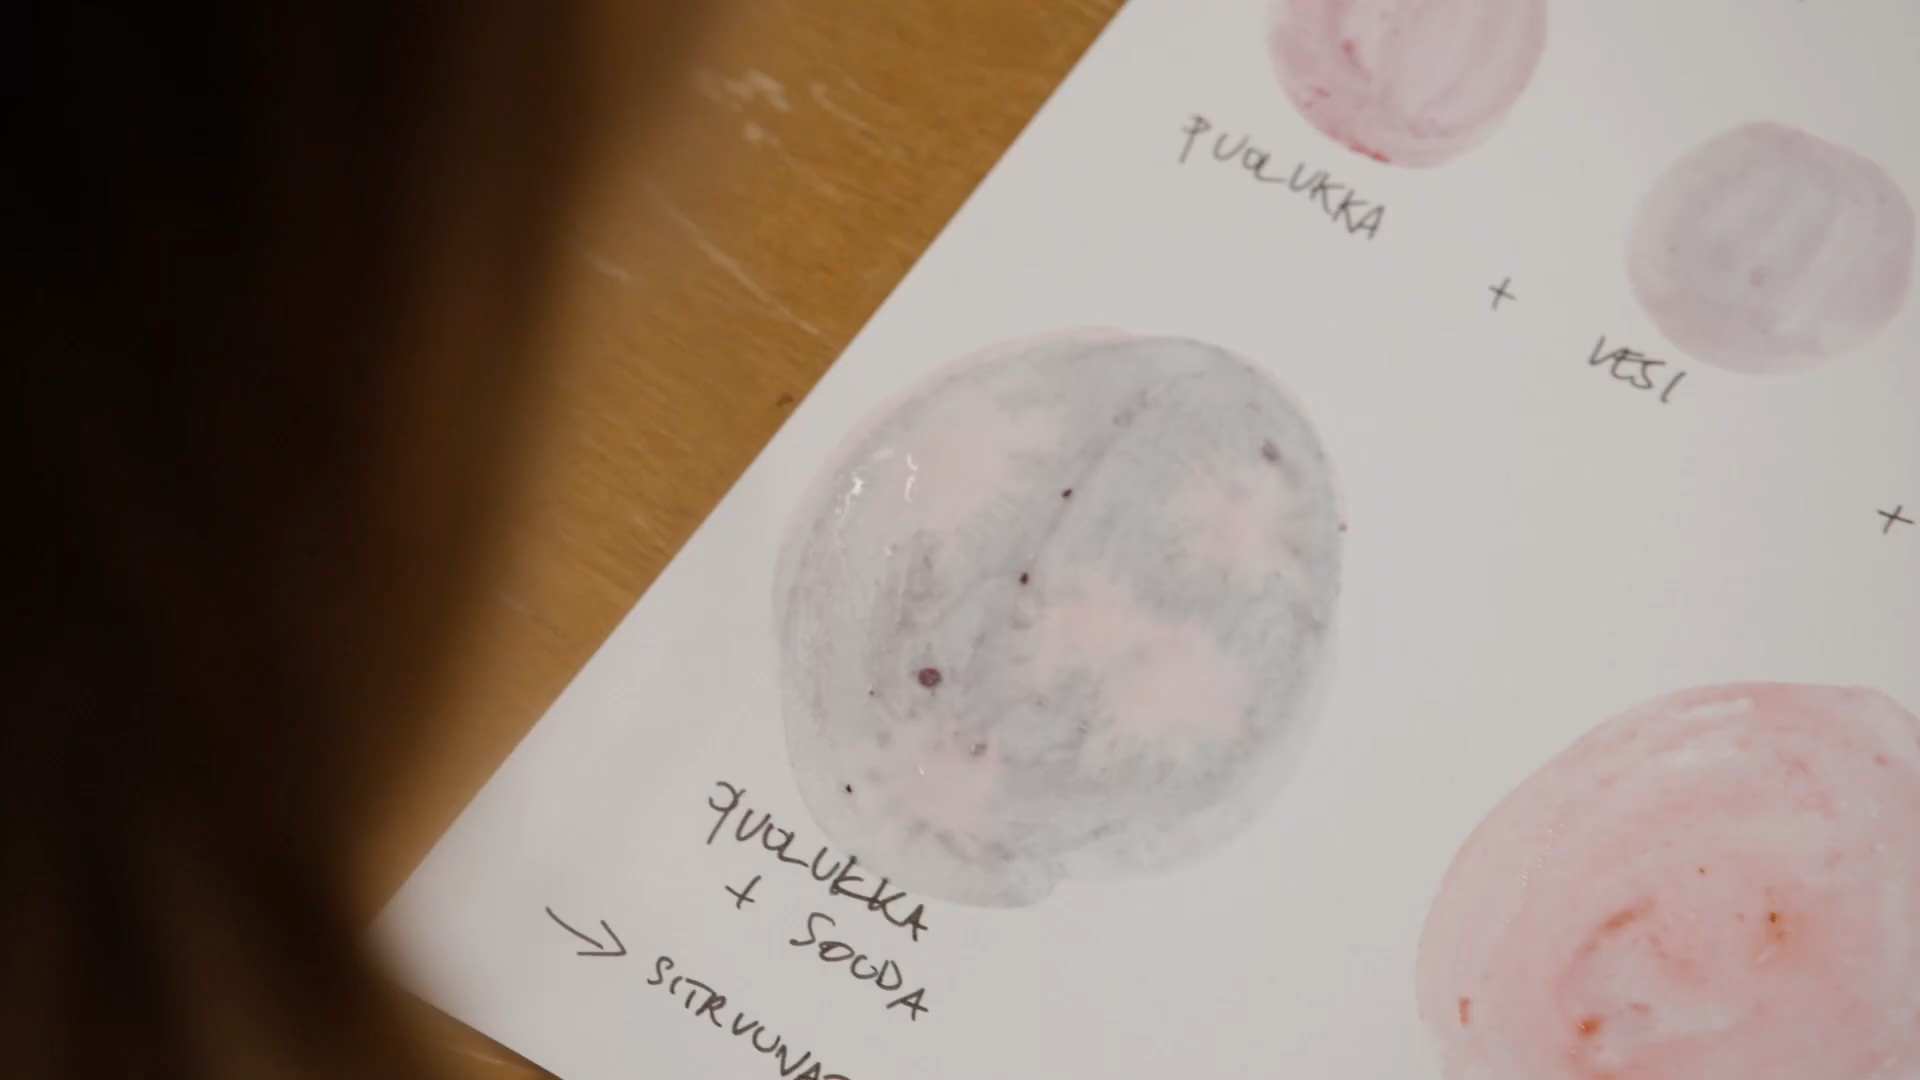 PUOLUKKA
+
VESI
+
PUOLUKKA
+ SOODA
→ SITRUUNA